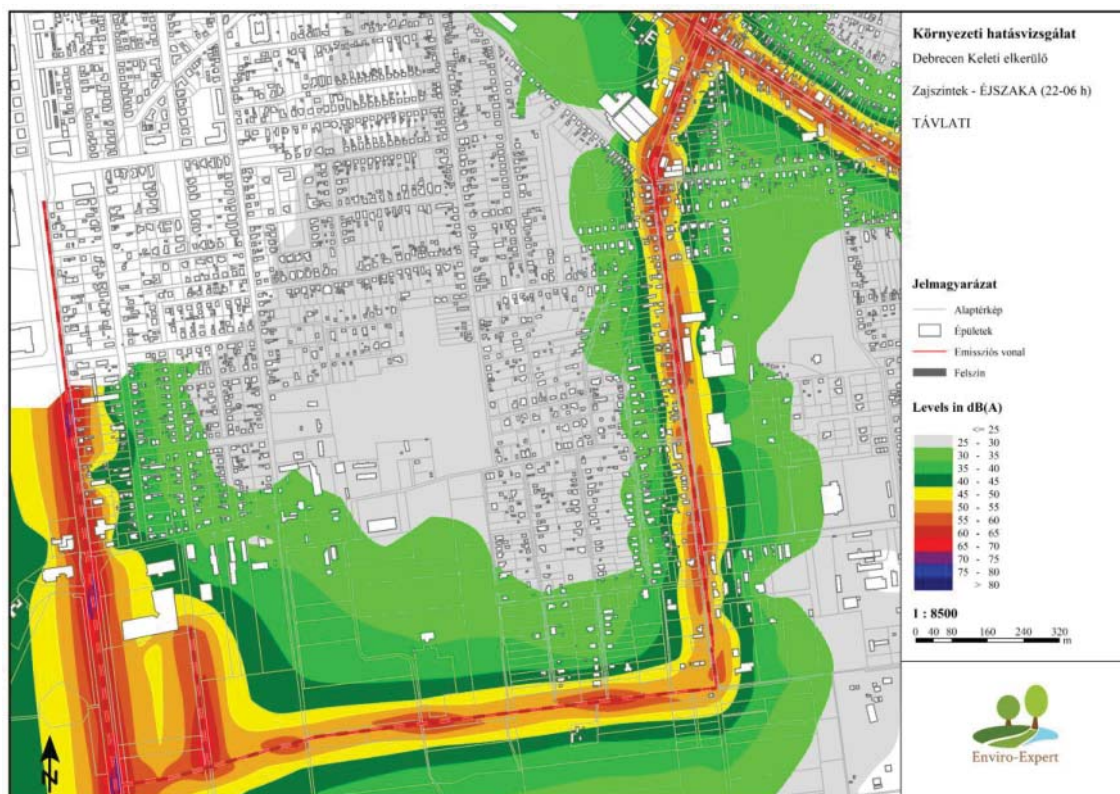 Környezeti hatásvizsgálat
Debrecen Keleti elkerülő
Zajszintek - ÉJSZAKA (22-06 h)
TÁVLATI
Jelmagyarázat
Alaptérkép
Épületek
Emissziós vonal
Felszín
Levels in dB(A)
<= 25
25 - 30
30 - 35
35 - 40
40 - 45
45 - 50
50 - 55
55 - 60
60 - 65
65 - 70
70 - 75
75 - 80
> 80
1 : 8500
0 40 80 160 240 320
m
Enviro-Expert